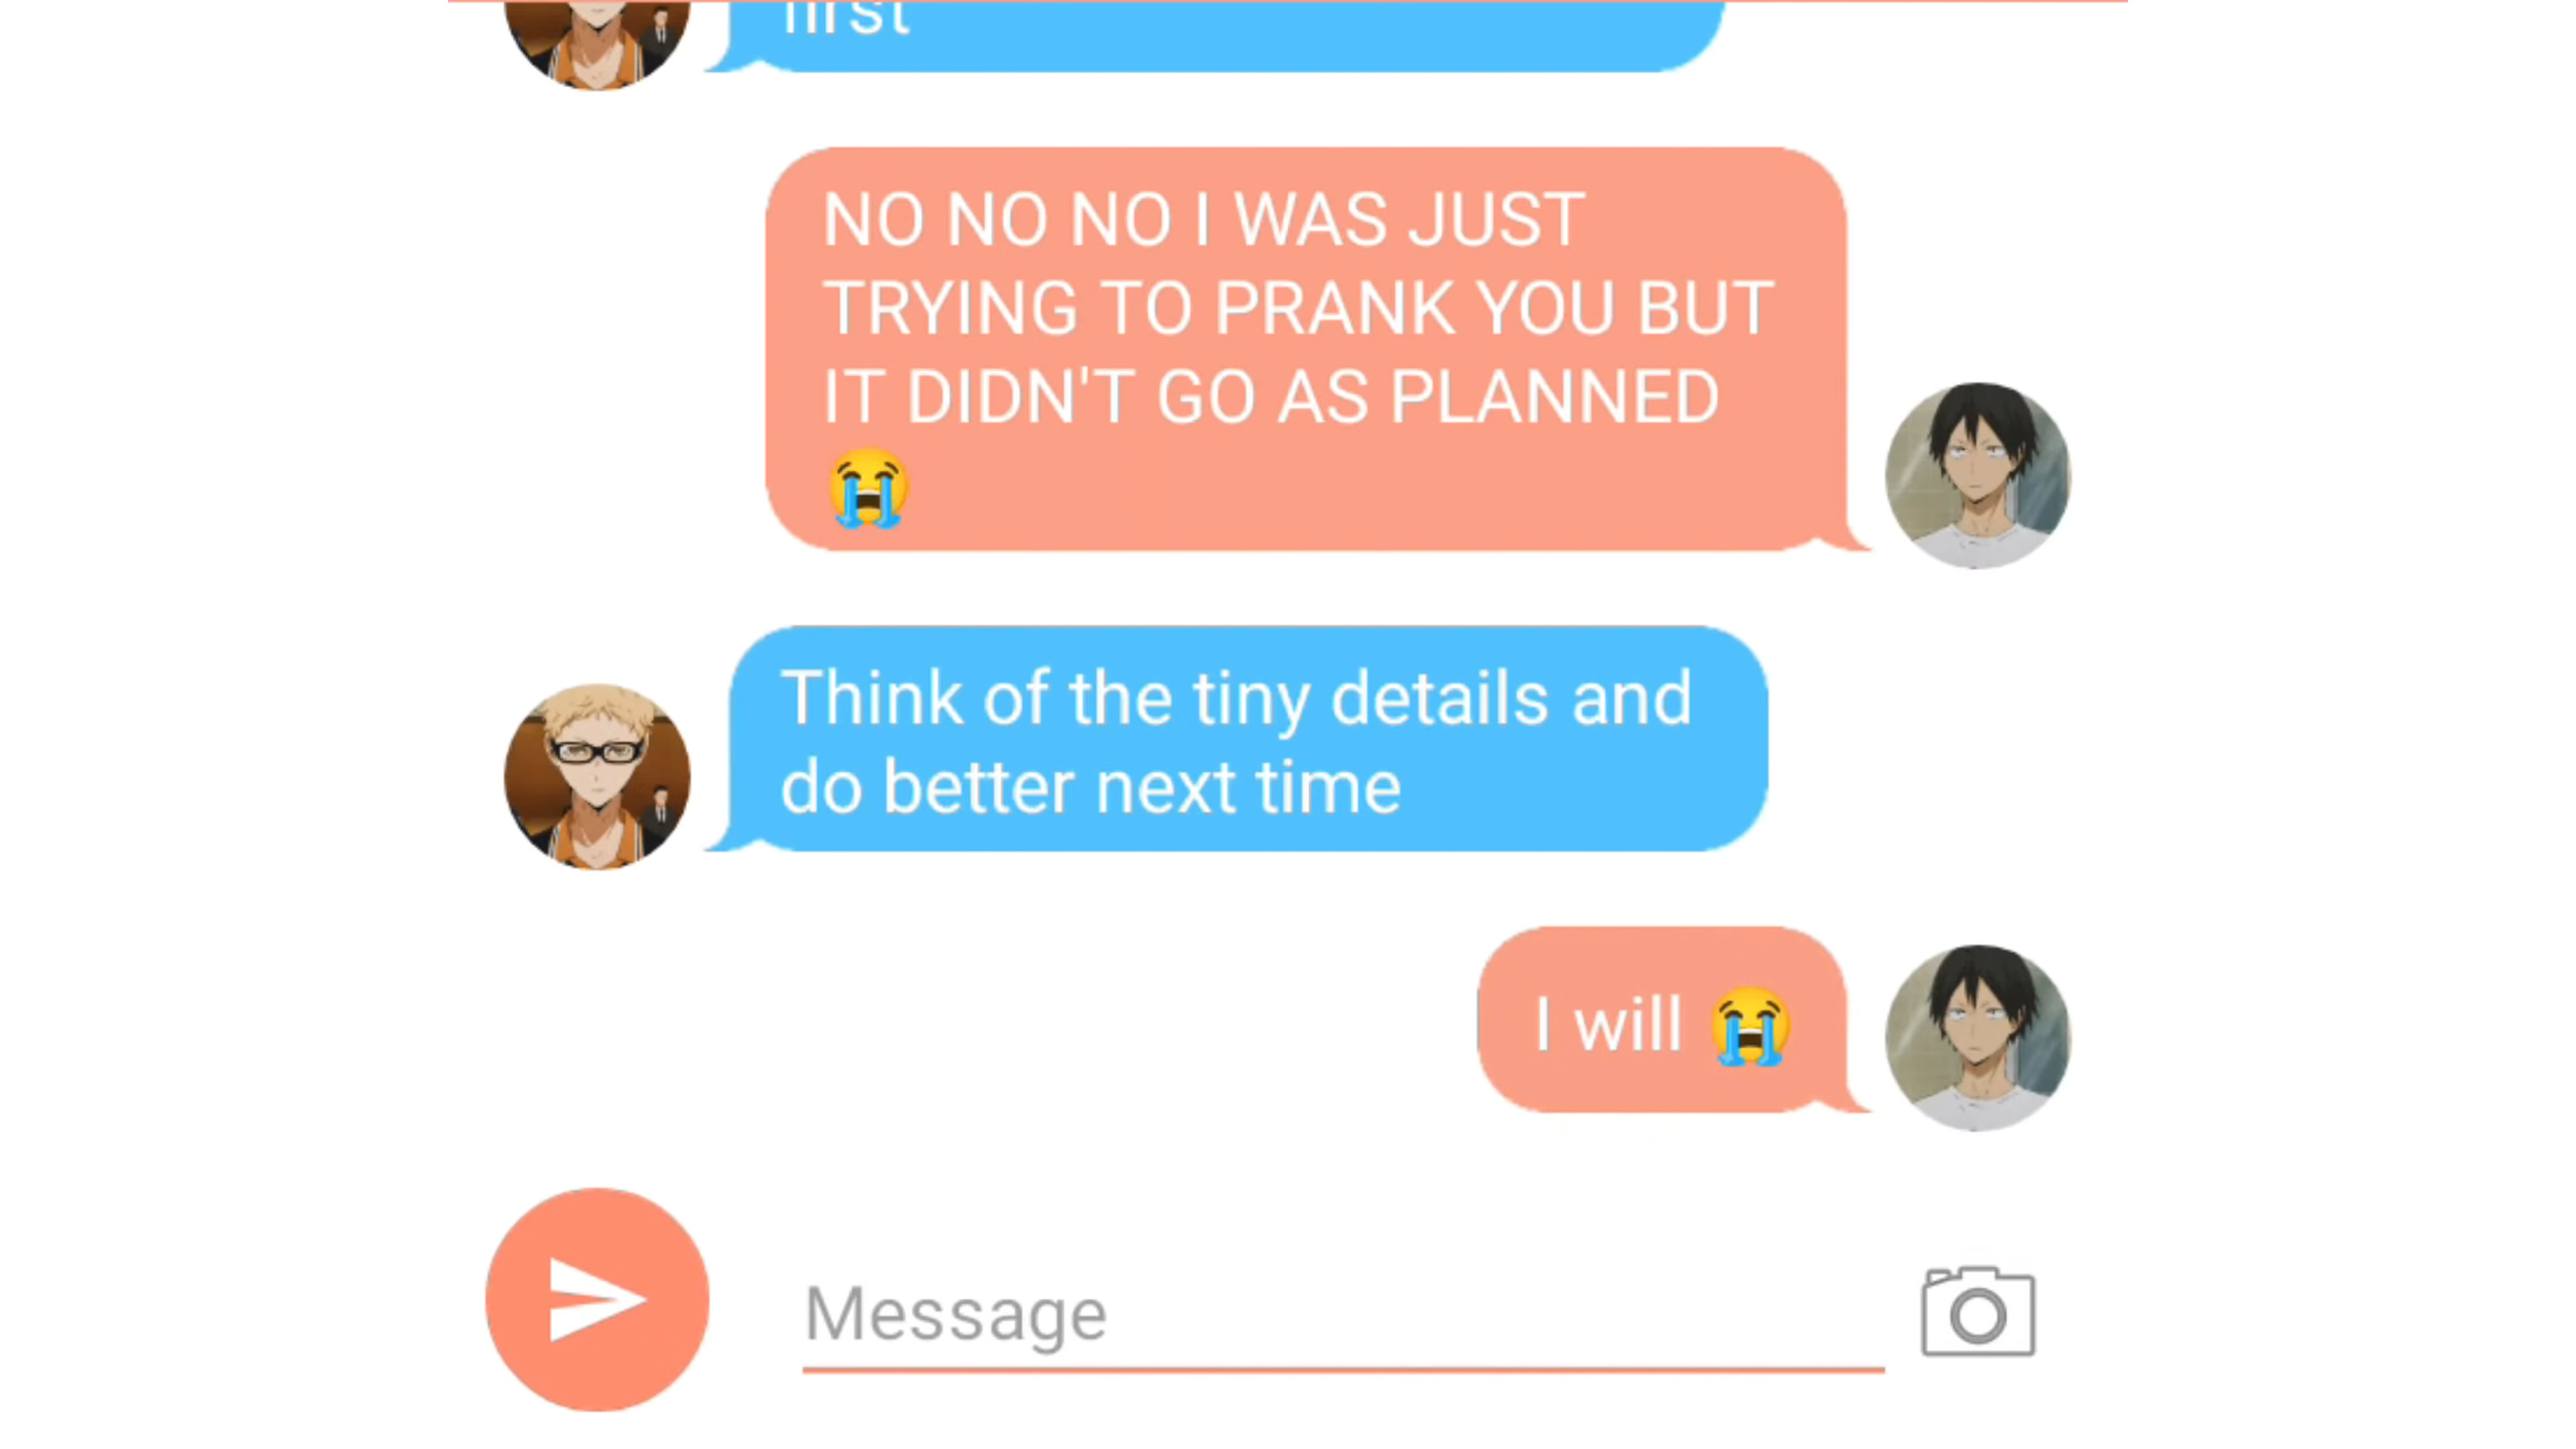 first
NO NO NO I WAS JUST
TRYING TO PRANK YOU BUT
IT DIDN'T GO AS PLANNED
😭
Think of the tiny details and
do better next time
I will 😭
Message